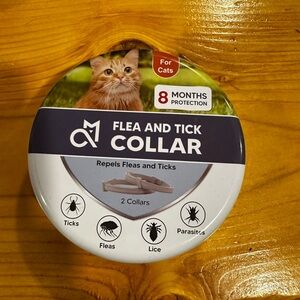 For
Cats
8 MONTHS
PROTECTION
FLEA AND TICK
COLLAR
Repels Fleas and Ticks
2 Collars
Ticks
Fleas
Lice
Parasites